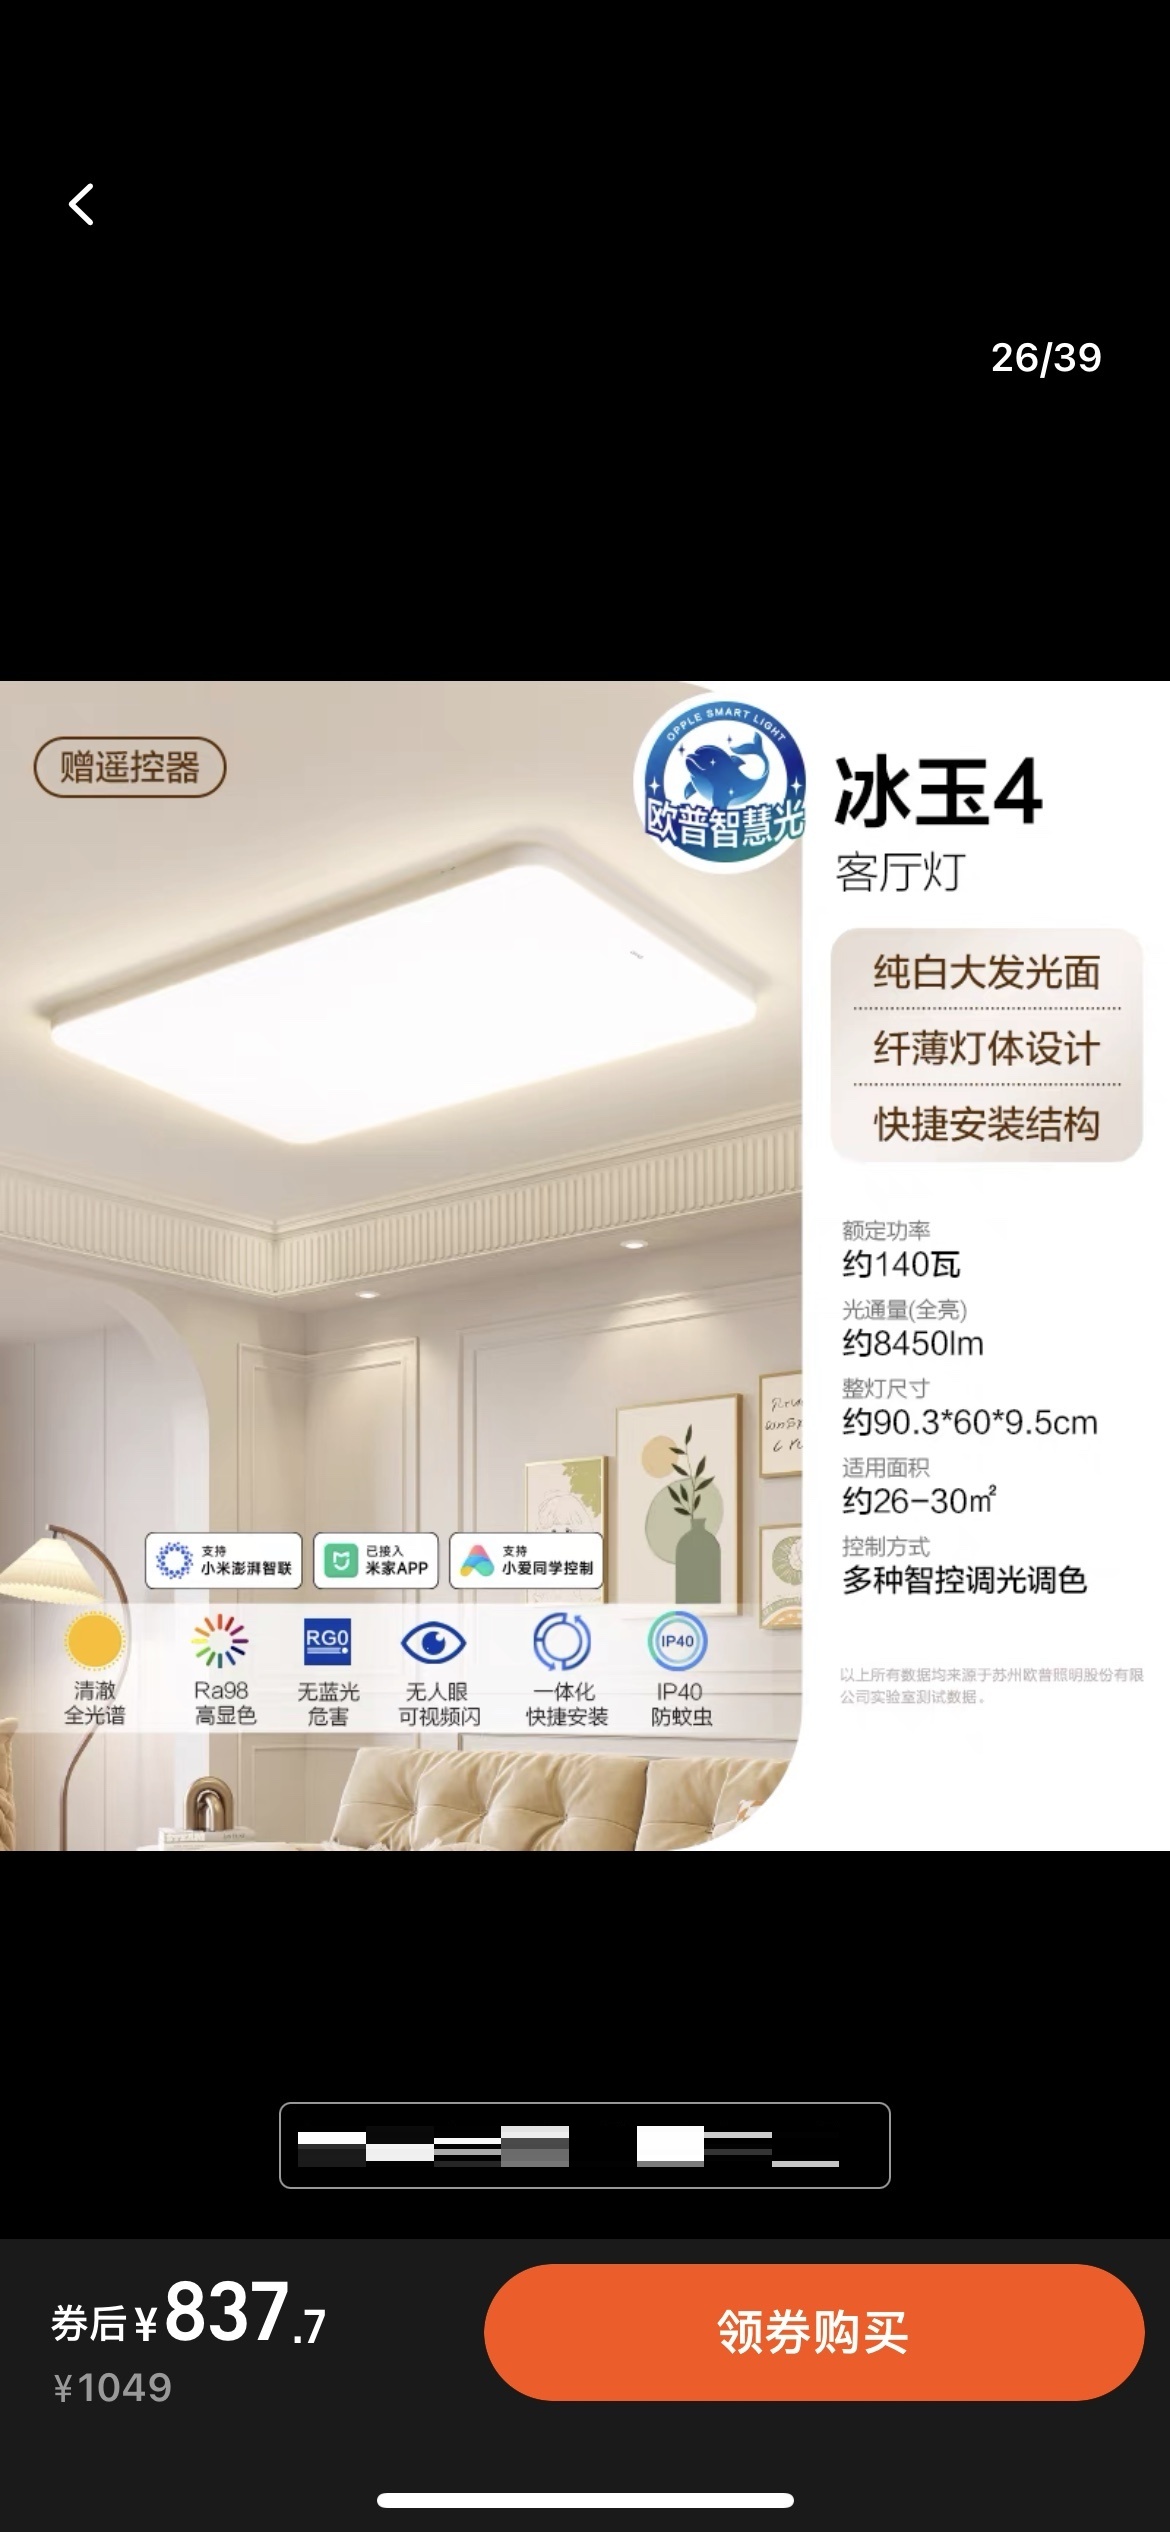 26/39
赠遥控器
OPPLE SMART LIGHT
欧普智慧光
冰玉4
客厅灯
纯白大发光面
纤薄灯体设计
快捷安装结构
额定功率
约140瓦
光通量(全亮)
约8450lm
整灯尺寸
约90.3*60*9.5cm
适用面积
约26-30㎡
控制方式
多种智控调光调色
以上所有数据均来源于苏州欧普照明股份有限
公司实验室测试数据。
支持
小米澎湃智联
已接入
米家APP
支持
小爱同学控制
清澈
全光谱
Ra98
高显色
RG0
无蓝光
危害
无人眼
可视频闪
一体化
快捷安装
IP40
IP40
防蚊虫
券后¥837.7
¥1049
领券购买